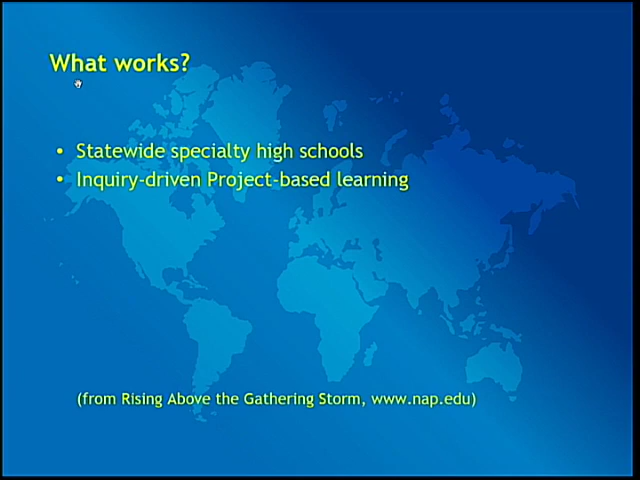 What works?
• Statewide specialty high schools
• Inquiry-driven Project-based learning
(from Rising Above the Gathering Storm, www.nap.edu)